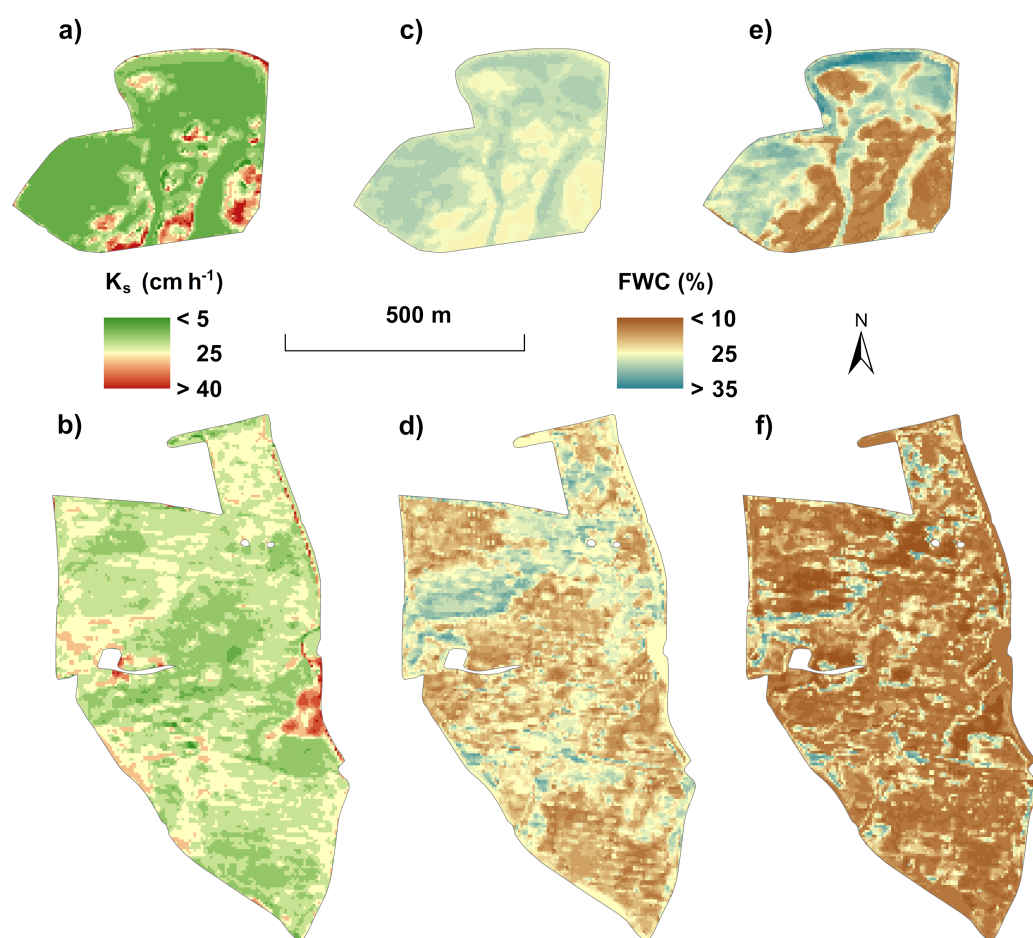 a)
c)
e)
Kₛ (cm h⁻¹)
< 5
25
> 40
500 m
FWC (%)
< 10
25
> 35
N
b)
d)
f)